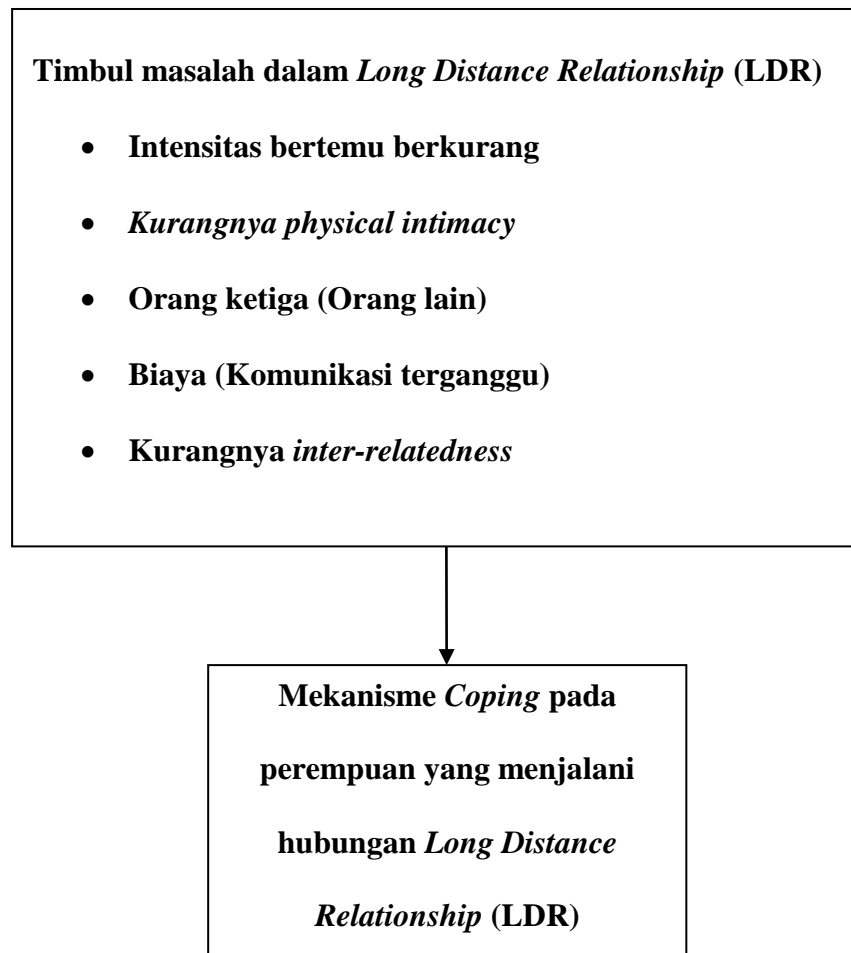 Timbul masalah dalam Long Distance Relationship (LDR)
• Intensitas bertemu berkurang
• Kurangnya physical intimacy
• Orang ketiga (Orang lain)
• Biaya (Komunikasi terganggu)
• Kurangnya inter-relatedness
Mekanisme Coping pada
perempuan yang menjalani
hubungan Long Distance
Relationship (LDR)